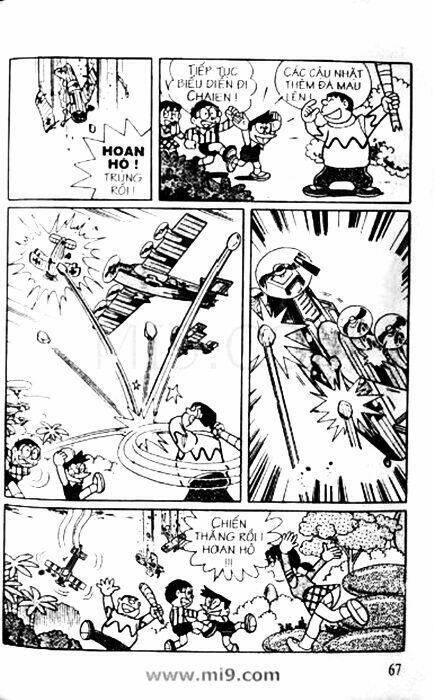 HOAN
HÔ !
TRÚNG
RỒI !
TIẾP TỤC
BIỂU DIỄN ĐI
CHAIEN !
CÁC CẬU NHẶT
THÊM ĐÁ MAU
LÊN !
CHIẾN
THẮNG RỒI !
HOAN HÔ
!!!
67
www.mi9.com